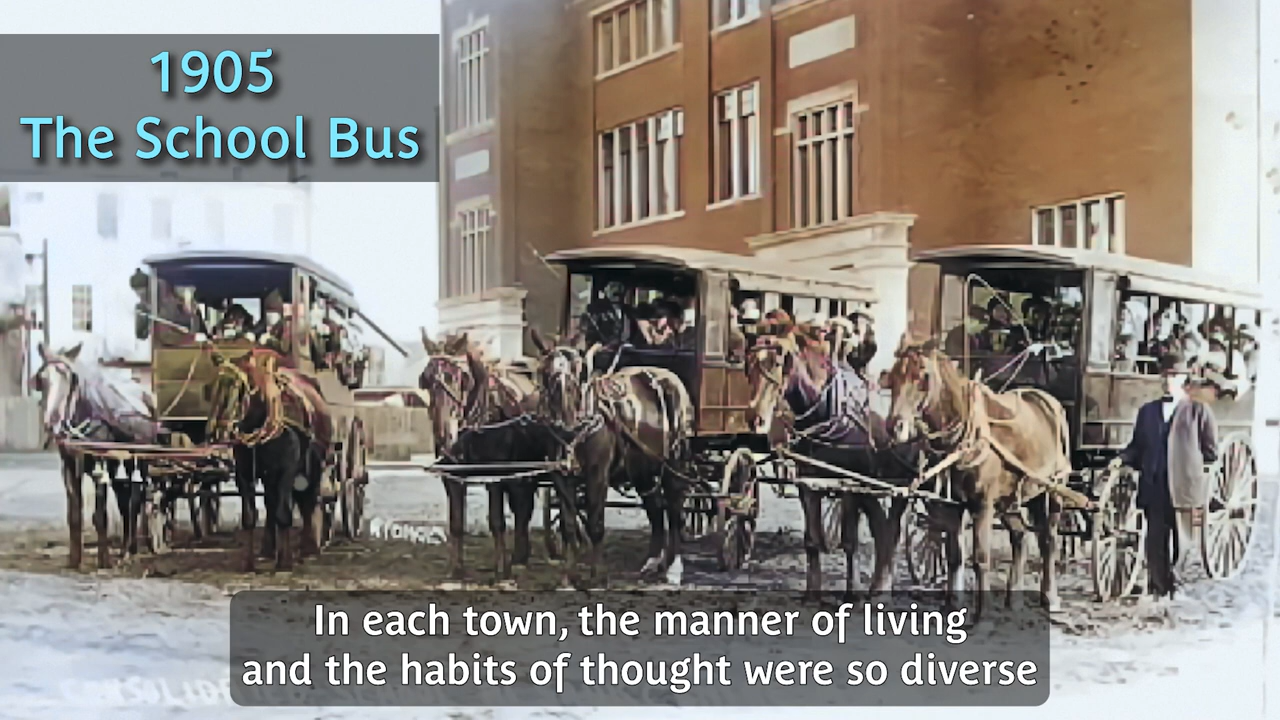 1905
The School Bus
In each town, the manner of living
and the habits of thought were so diverse